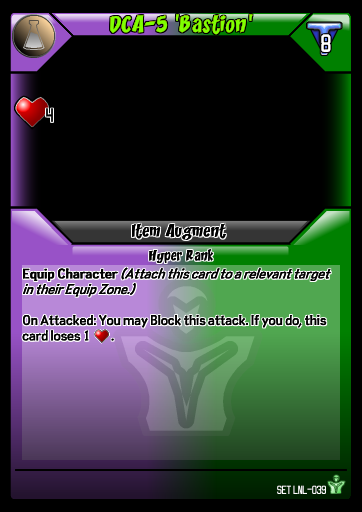 DCA-5 'Bastion'
8
4
Item Augment
Hyper Rank
Equip Character (Attach this card to a relevant target
in their Equip Zone.)
On Attacked: You may Block this attack. If you do, this
card loses 1 .
SET LNL-039